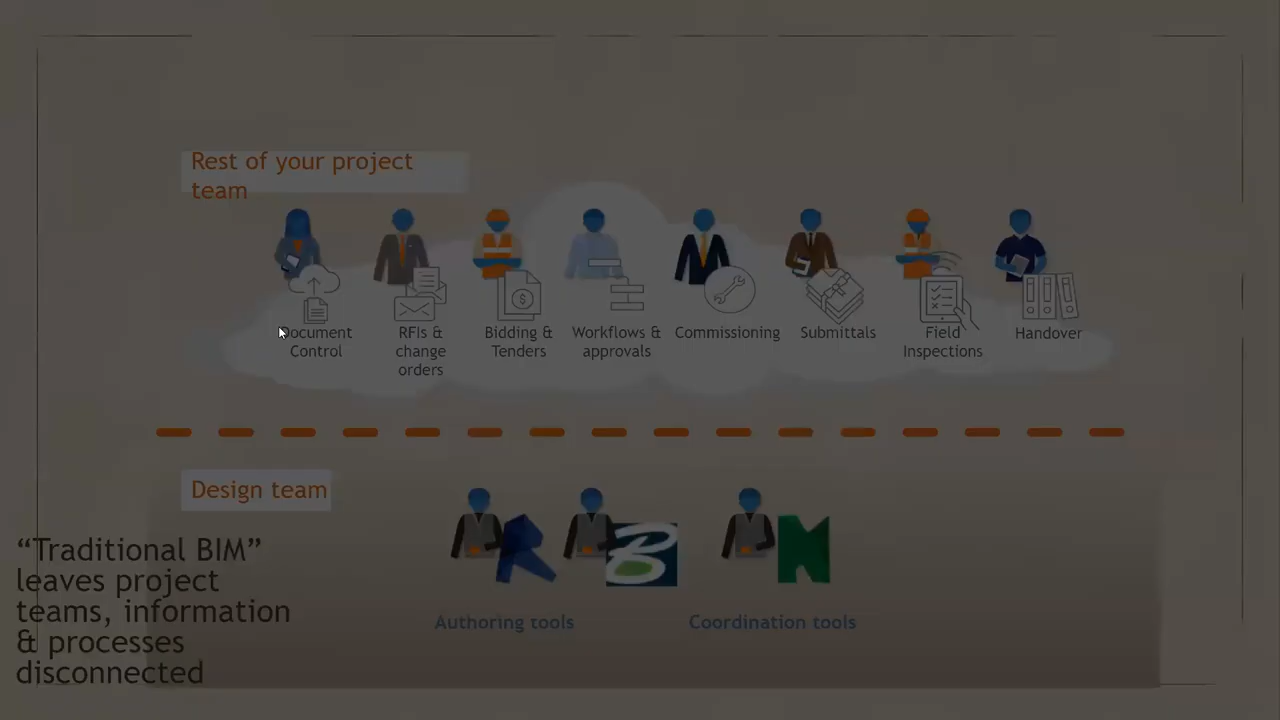 Rest of your project
team
Document
Control
RFIs &
change
orders
Bidding &
Tenders
Workflows &
approvals
Commissioning
Submittals
Field
Inspections
Handover
Design team
Authoring tools
Coordination tools
“Traditional BIM”
leaves project
teams, information
& processes
disconnected